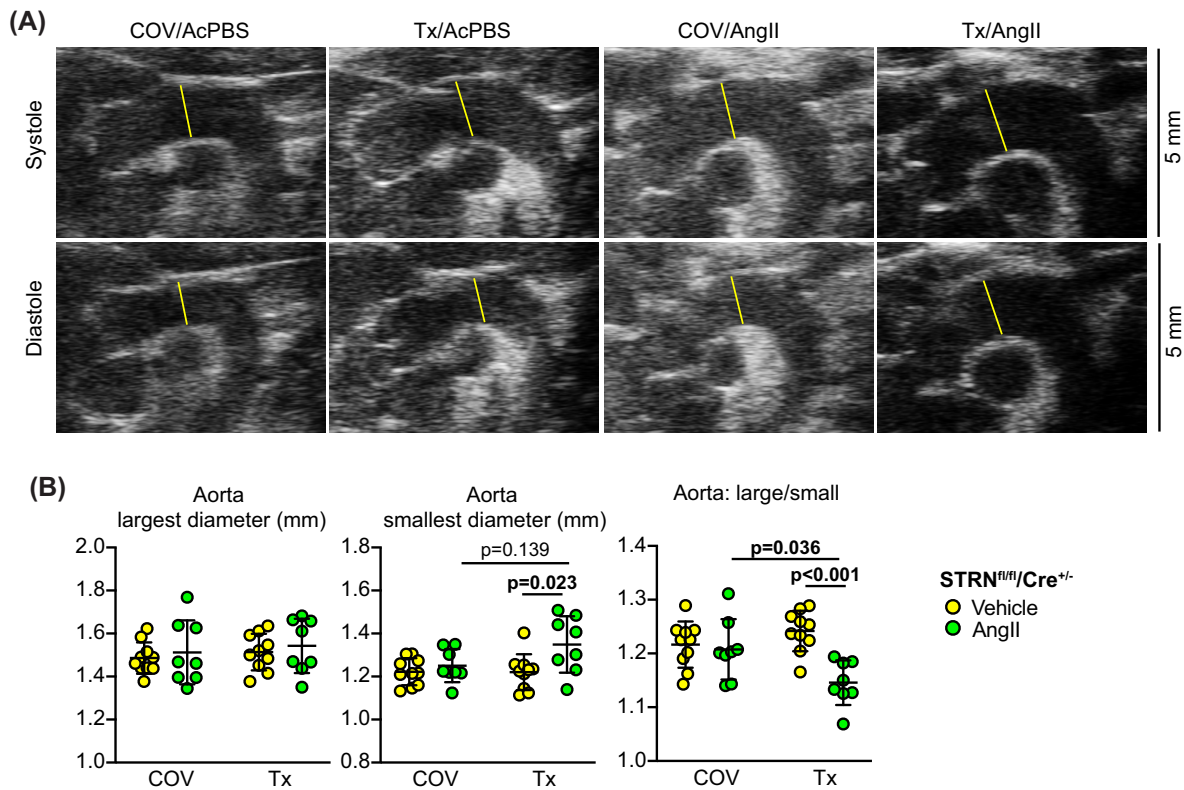 (A)
COV/AcPBS
Tx/AcPBS
COV/AngII
Tx/AngII
Systole
5 mm
Diastole
5 mm
(B)
Aorta
largest diameter (mm)
2.0
1.8
1.6
1.4
1.2
1.0
COV
Tx
Aorta
smallest diameter (mm)
p=0.139
p=0.023
1.8
1.6
1.4
1.2
1.0
0.8
COV
Tx
Aorta: large/small
p=0.036
p<0.001
1.4
1.3
1.2
1.1
1.0
COV
Tx
STRNfl/fl/Cre+/-
Vehicle
AngII